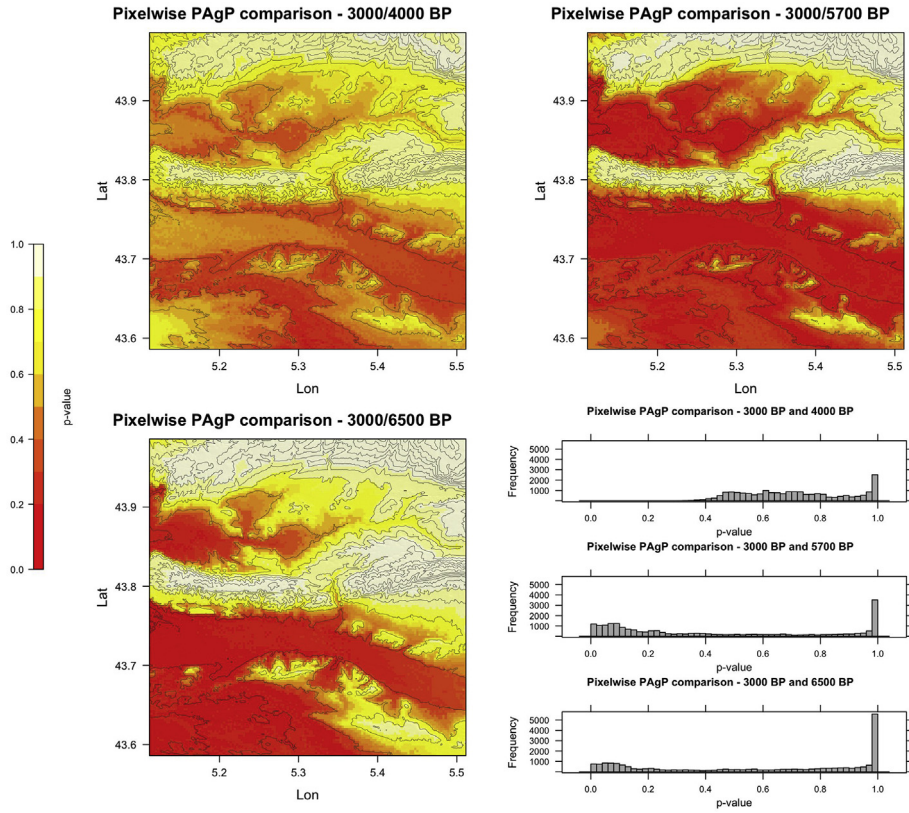 Pixelwise PAgP comparison - 3000/4000 BP
Lat
43.9
43.8
43.7
43.6
5.2 5.3 5.4 5.5
Lon
Pixelwise PAgP comparison - 3000/5700 BP
Lat
43.9
43.8
43.7
43.6
5.2 5.3 5.4 5.5
Lon
1.0
0.8
0.6
0.4
0.2
0.0
p-value
Pixelwise PAgP comparison - 3000/6500 BP
Lat
43.9
43.8
43.7
43.6
5.2 5.3 5.4 5.5
Lon
Pixelwise PAgP comparison - 3000 BP and 4000 BP
Frequency
5000
4000
3000
2000
1000
0.0 0.2 0.4 0.6 0.8 1.0
p-value
Pixelwise PAgP comparison - 3000 BP and 5700 BP
Frequency
5000
4000
3000
2000
1000
0.0 0.2 0.4 0.6 0.8 1.0
p-value
Pixelwise PAgP comparison - 3000 BP and 6500 BP
Frequency
5000
4000
3000
2000
1000
0.0 0.2 0.4 0.6 0.8 1.0
p-value